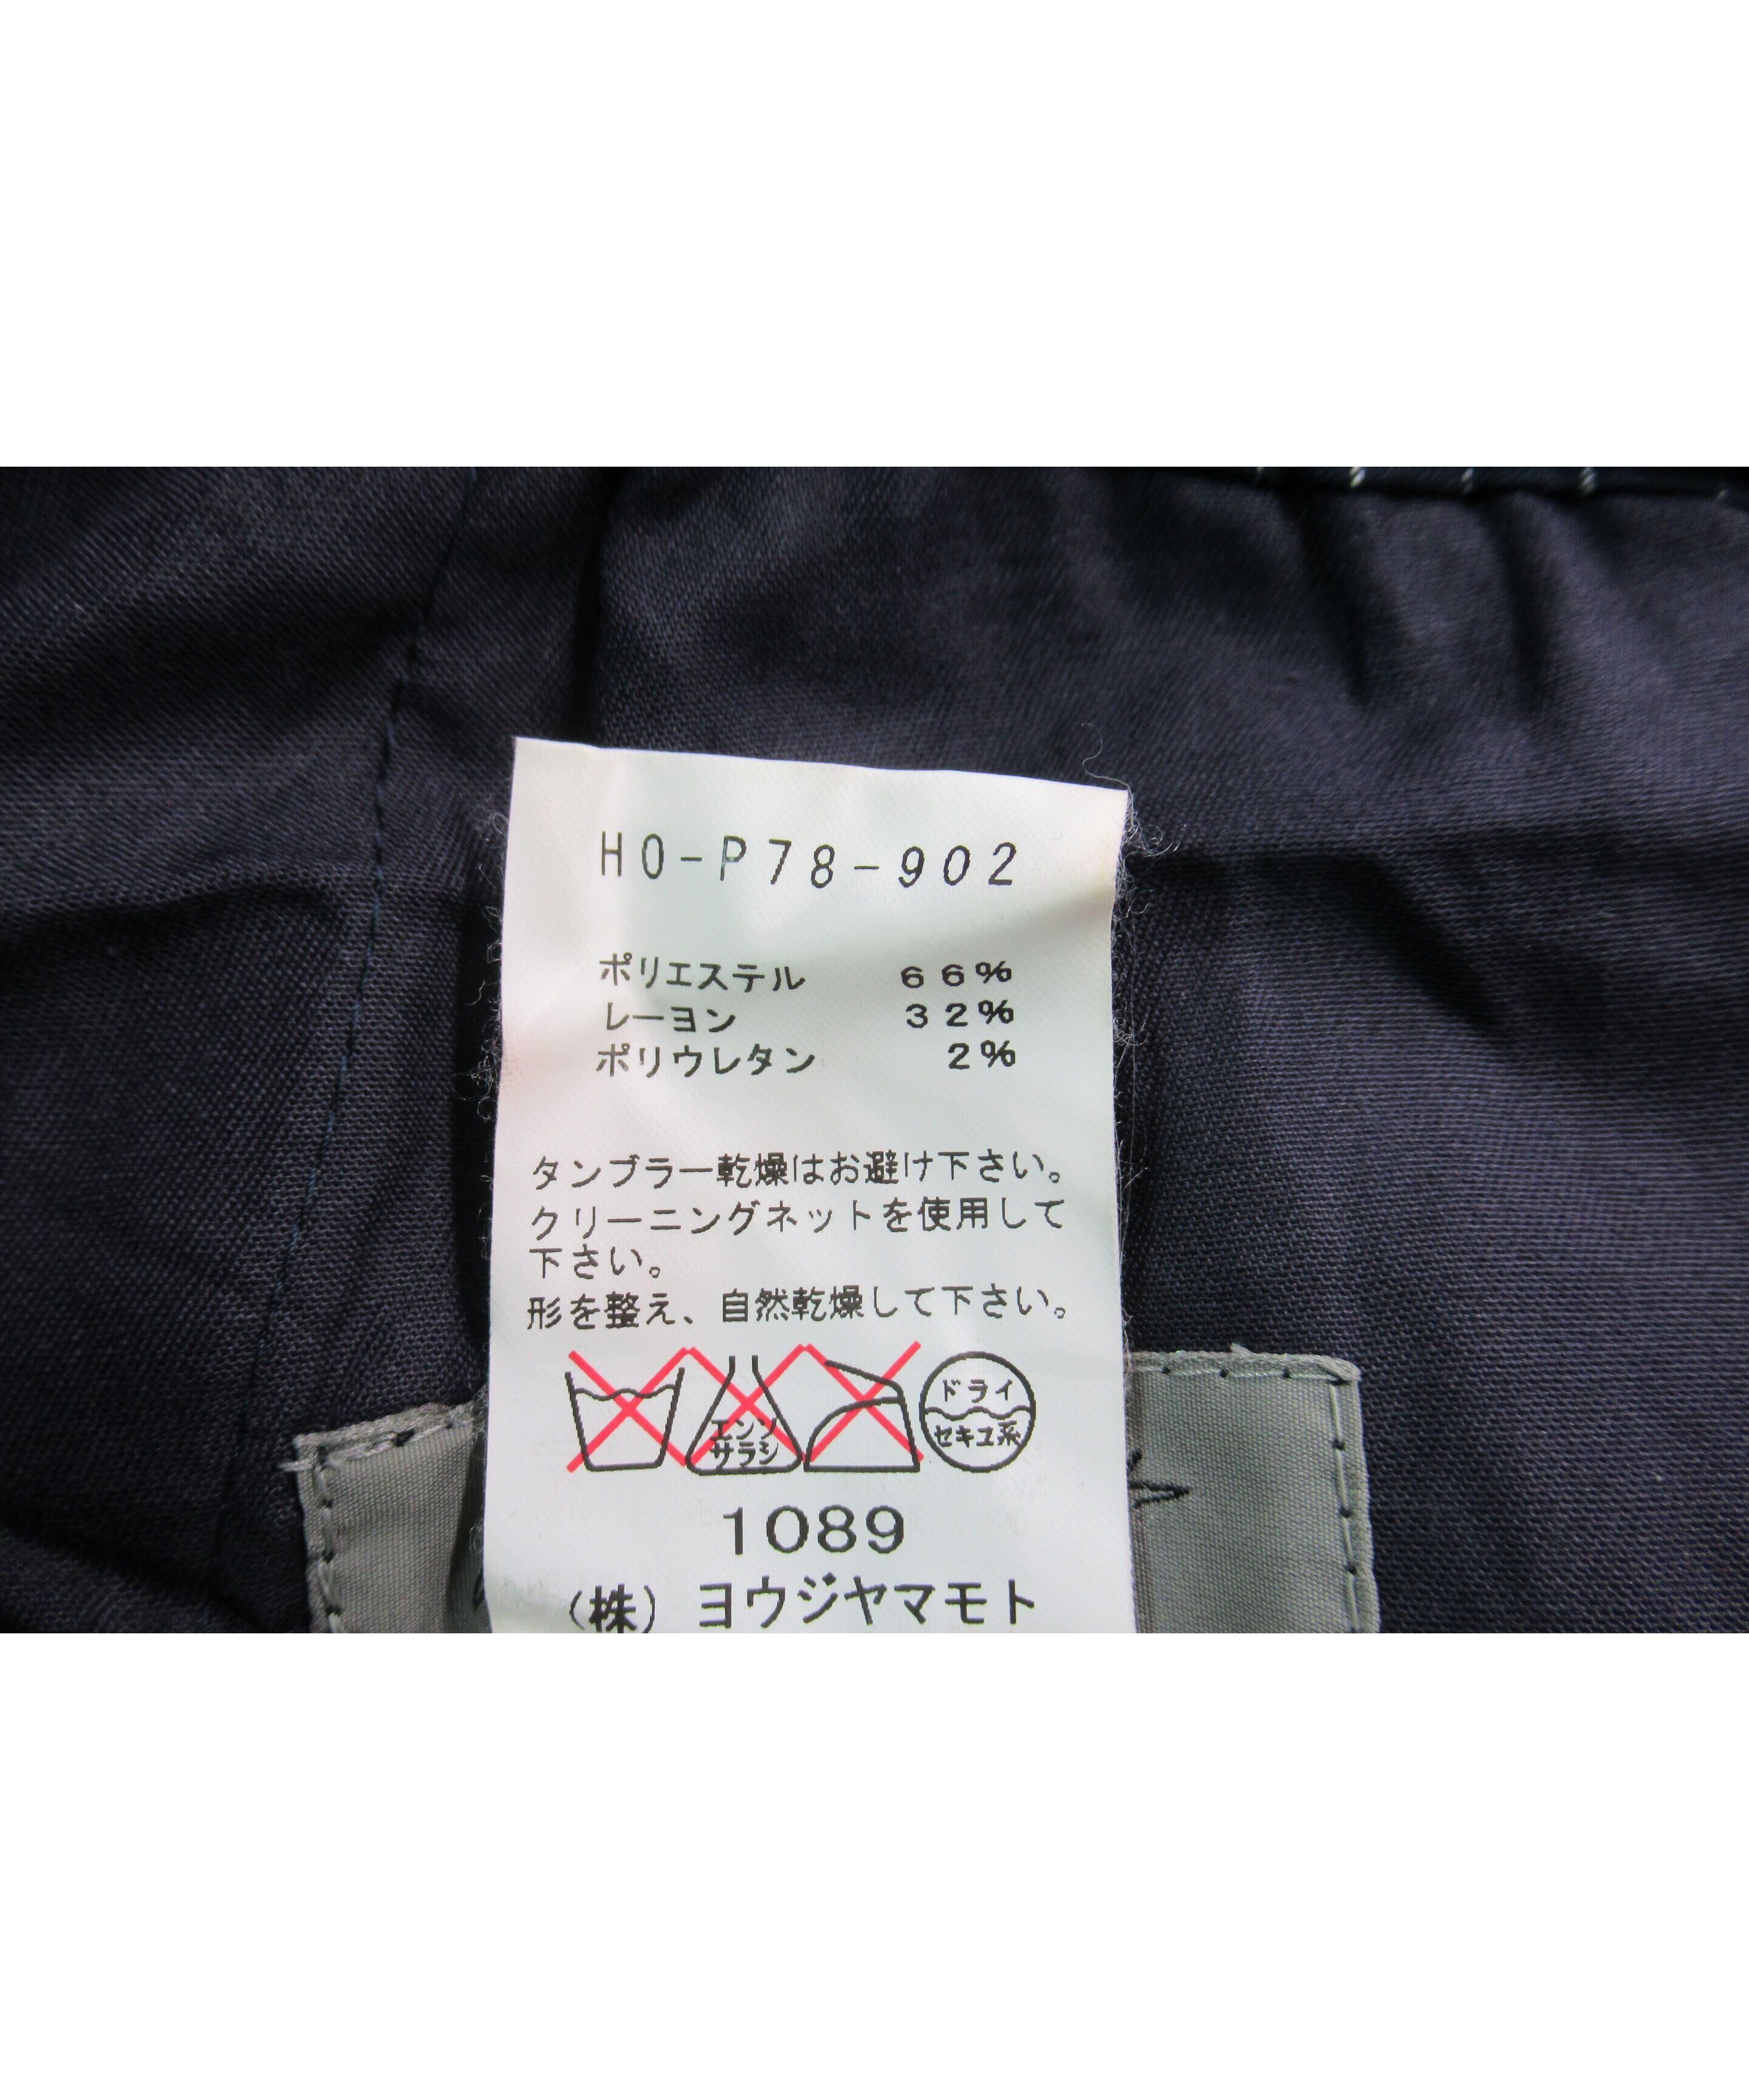 HO-P78-902
ポリエステル 66%
レーヨン 32%
ポリウレタン 2%
タンブラー乾燥はお避け下さい。
クリーニングネットを使用して
下さい。
形を整え、自然乾燥して下さい。
エンソ
サラシ
ドライ
セキユ系
1089
(株) ヨウジヤマモト